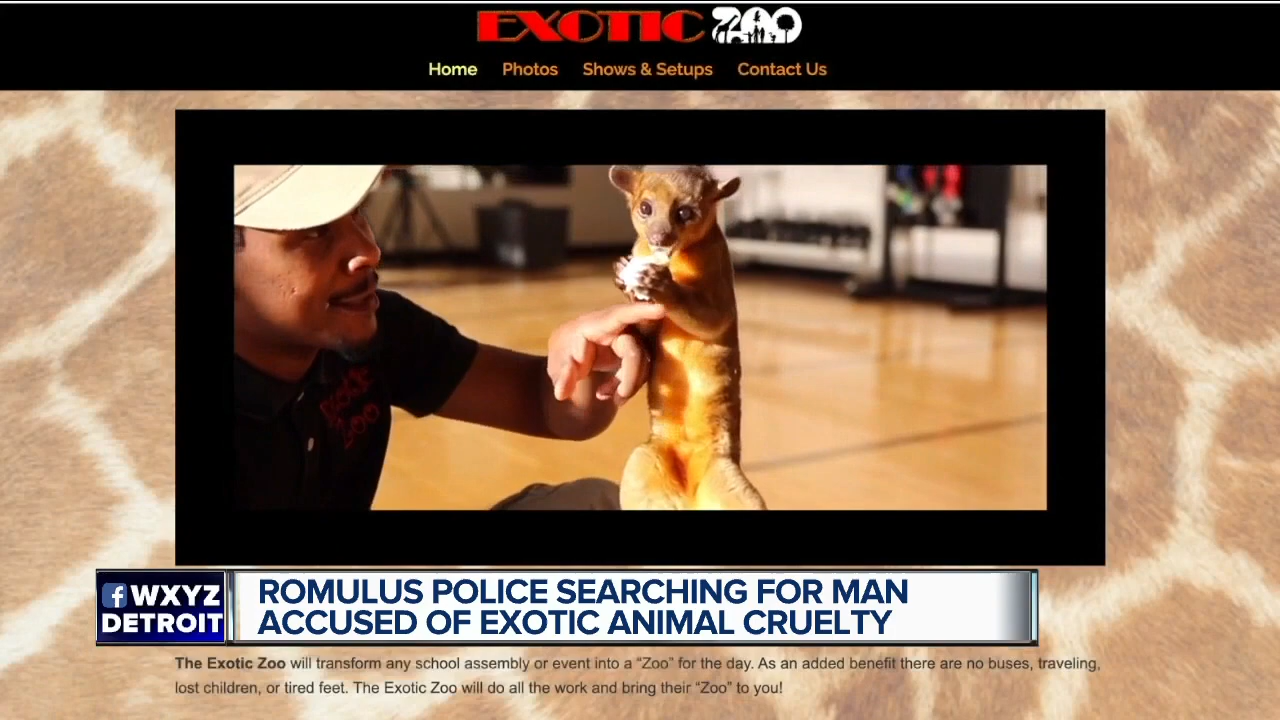 EXOTIC ZOO
Home Photos Shows & Setups Contact Us
EXOTIC
ZOO
f WXYZ
DETROIT
ROMULUS POLICE SEARCHING FOR MAN
ACCUSED OF EXOTIC ANIMAL CRUELTY
The Exotic Zoo will transform any school assembly or event into a “Zoo” for the day. As an added benefit there are no buses, traveling,
lost children, or tired feet. The Exotic Zoo will do all the work and bring their “Zoo” to you!